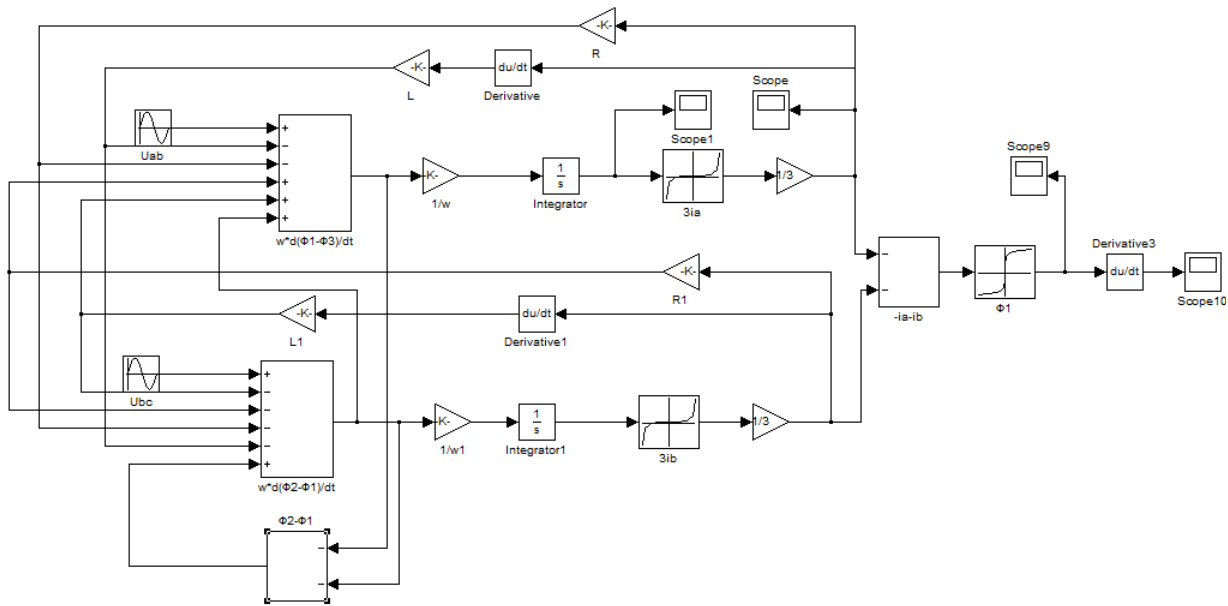 -K-
R
-K-
L
du/dt
Derivative
Scope
Uab
Scope1
Scope9
+
−
−
+
+
+
w*d(Φ1-Φ3)/dt
-K-
1/w
1
s
Integrator
3ia
1/3
−
−
-ia-ib
Φ1
Derivative3
du/dt
Scope10
-K-
R1
-K-
L1
du/dt
Derivative1
Ubc
+
−
−
−
−
+
w*d(Φ2-Φ1)/dt
-K-
1/w1
1
s
Integrator1
3ib
1/3
Φ2-Φ1
−
−